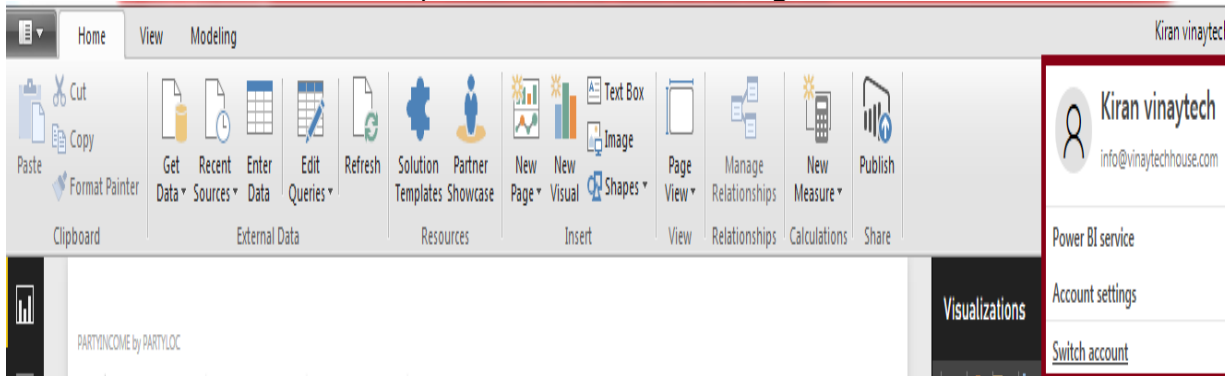 Home View Modeling
Kiran vinaytech
Cut
Copy
Format Painter
Paste
Clipboard
Get Data
Recent Sources
Enter Data
Edit Queries
Refresh
External Data
Solution Templates
Partner Showcase
Resources
New Page
New Visual
Text Box
Image
Shapes
Insert
Page View
View
Manage Relationships
Relationships
New Measure
Calculations
Publish
Share
Kiran vinaytech
info@vinaytechhouse.com
Power BI service
Account settings
Switch account
Visualizations
PARTYINCOME by PARTYLOC